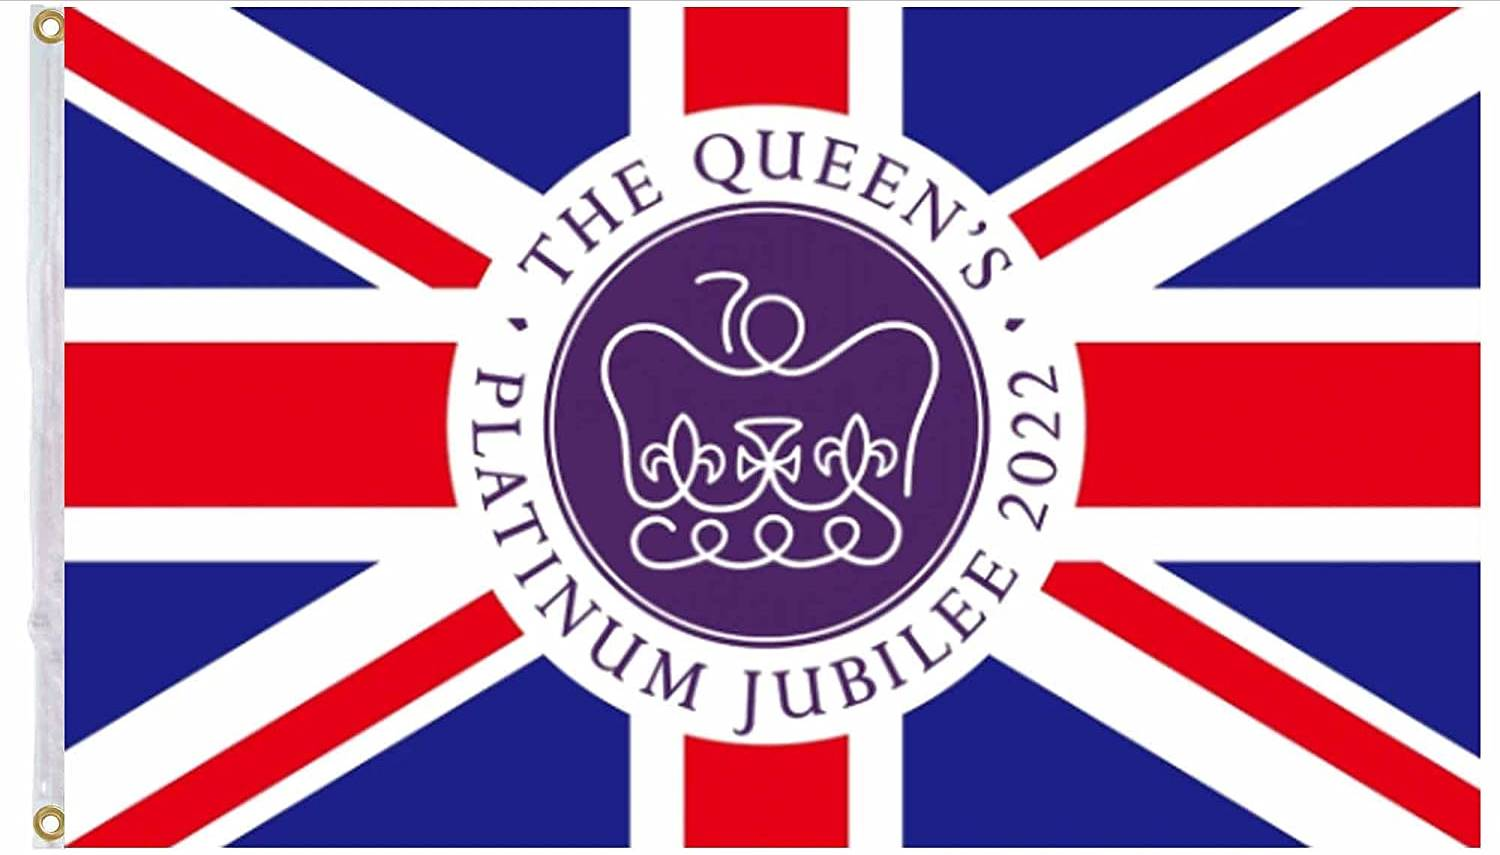 THE QUEEN'S
PLATINUM JUBILEE 2022
70